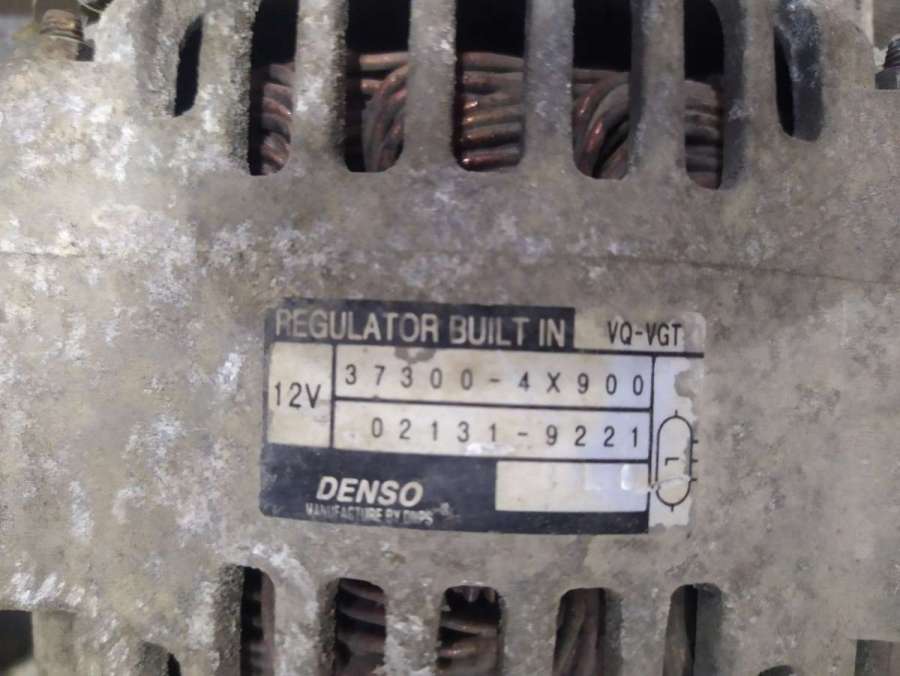 REGULATOR BUILT IN VQ-VGT
12V
37300-4X900
02131-9221
DENSO
MANUFACTURE BY DNPS
L